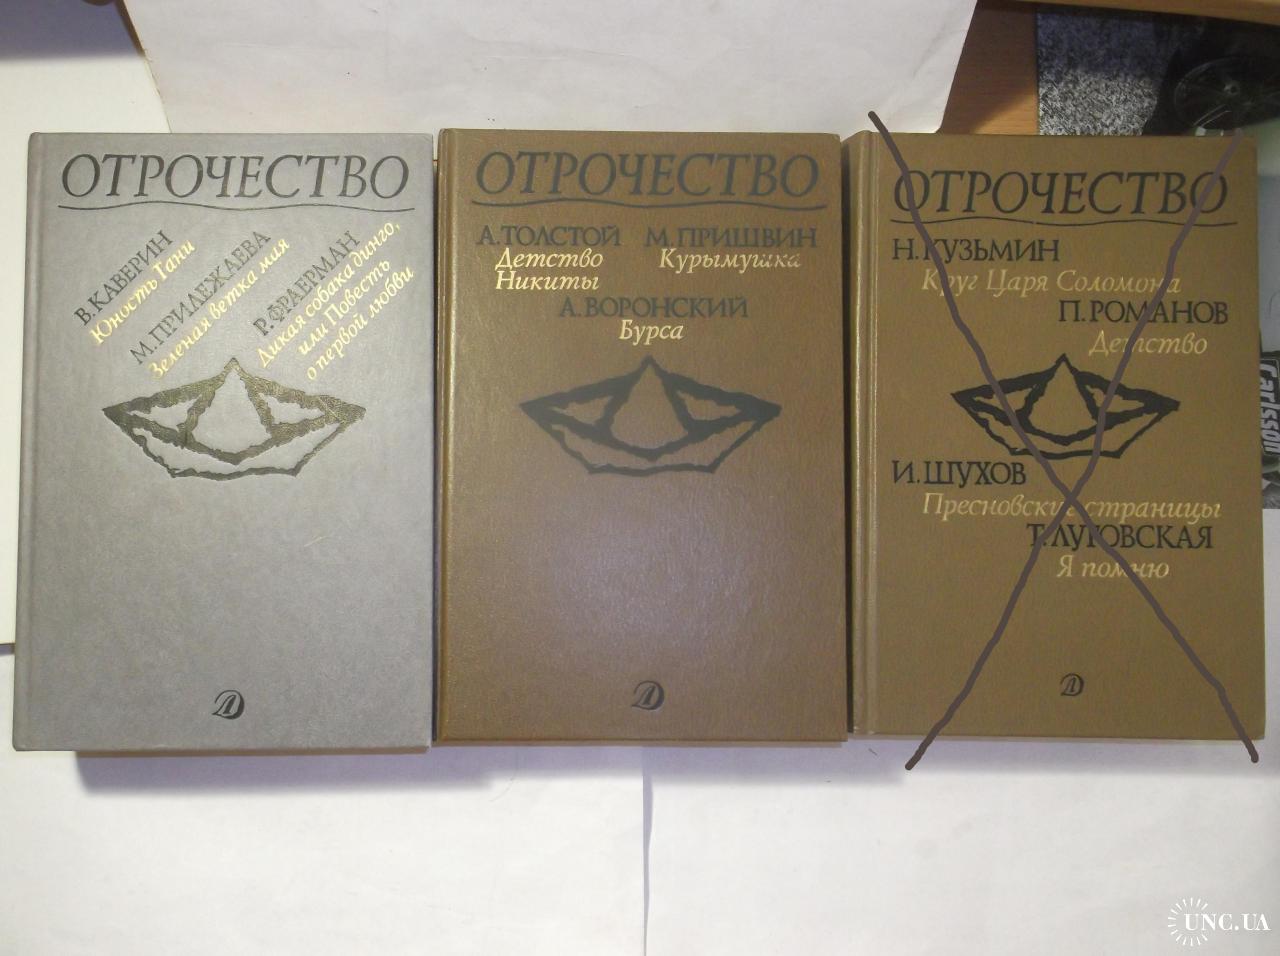 ОТРОЧЕСТВО
В. КАВЕРИН
Юность Тани
М. ПРИЛЕЖАЕВА
Зеленая ветка мая
Р. ФРАЕРМАН
Дикая собака динго,
или Повесть
о первой любви
ОТРОЧЕСТВО
А. ТОЛСТОЙ
Детство
Никиты
М. ПРИШВИН
Курымушка
А. ВОРОНСКИЙ
Бурса
ОТРОЧЕСТВО
Н. КУЗЬМИН
Круг Царя Соломона
П. РОМАНОВ
Детство
И. ШУХОВ
Пресновские страницы
Т. ЛУГОВСКАЯ
Я помню
Carisson
UNC.UA